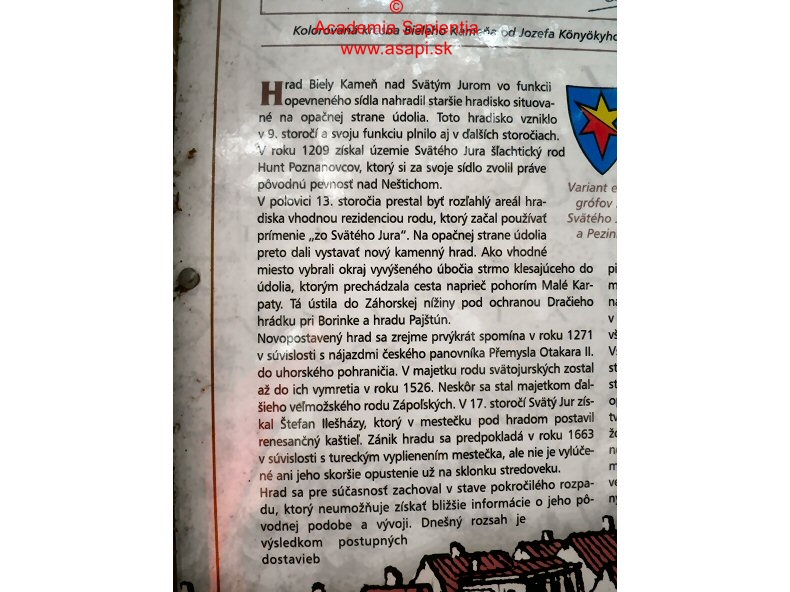 ©
Academia Sapientia
www.asapi.sk
Kolorovaná kresba Bieleho Kameňa od Jozefa Könyökyho
Hrad Biely Kameň nad Svätým Jurom vo funkcii
opevneného sídla nahradil staršie hradisko situova-
né na opačnej strane údolia. Toto hradisko vzniklo
v 9. storočí a svoju funkciu plnilo aj v ďalších storočiach.
V roku 1209 získal územie Svätého Jura šľachtický rod
Hunt Poznanovcov, ktorý si za svoje sídlo zvolil práve
pôvodnú pevnosť nad Neštichom.
V polovici 13. storočia prestal byť rozľahlý areál hra-
diska vhodnou rezidenciou rodu, ktorý začal používať
prímenie „zo Svätého Jura“. Na opačnej strane údolia
preto dali vystavať nový kamenný hrad. Ako vhodné
miesto vybrali okraj vyvýšeného úbočia strmo klesajúceho do
údolia, ktorým prechádzala cesta naprieč pohorím Malé Kar-
paty. Tá ústila do Záhorskej nížiny pod ochranou Dračieho
hrádku pri Borinke a hradu Pajštún.
Novopostavený hrad sa zrejme prvýkrát spomína v roku 1271
v súvislosti s nájazdmi českého panovníka Přemysla Otakara II.
do uhorského pohraničia. V majetku rodu svätojurských zostal
až do ich vymretia v roku 1526. Neskôr sa stal majetkom ďal-
šieho veľmožského rodu Zápoľských. V 17. storočí Svätý Jur zís-
kal Štefan Ilešházy, ktorý v mestečku pod hradom postavil
renesančný kaštieľ. Zánik hradu sa predpokladá v roku 1663
v súvislosti s tureckým vyplienením mestečka, ale nie je vylúče-
né ani jeho skoršie opustenie už na sklonku stredoveku.
Hrad sa pre súčasnosť zachoval v stave pokročilého rozpa-
du, ktorý neumožňuje získať bližšie informácie o jeho pô-
vodnej podobe a vývoji. Dnešný rozsah je
výsledkom postupných
dostavieb
Variant e
grófov
Svätého
a Pezin